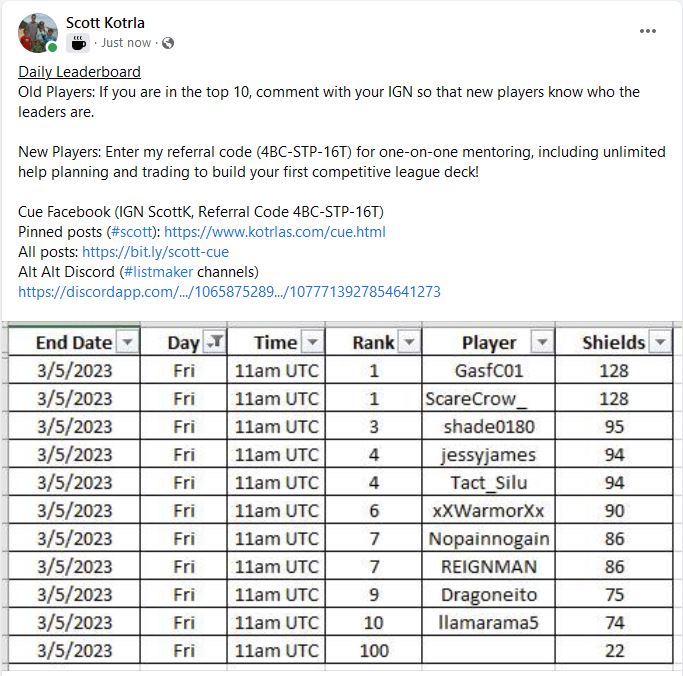 Scott Kotrla
· Just now ·
Daily Leaderboard
Old Players: If you are in the top 10, comment with your IGN so that new players know who the
leaders are.
New Players: Enter my referral code (4BC-STP-16T) for one-on-one mentoring, including unlimited
help planning and trading to build your first competitive league deck!
Cue Facebook (IGN ScottK, Referral Code 4BC-STP-16T)
Pinned posts (#scott): https://www.kotrlas.com/cue.html
All posts: https://bit.ly/scott-cue
Alt Alt Discord (#listmaker channels)
https://discordapp.com/.../1065875289.../1077713927854641273
End Date Day Time Rank Player Shields
3/5/2023 Fri 11am UTC 1 GasfC01 128
3/5/2023 Fri 11am UTC 1 ScareCrow_ 128
3/5/2023 Fri 11am UTC 3 shade0180 95
3/5/2023 Fri 11am UTC 4 jessyjames 94
3/5/2023 Fri 11am UTC 4 Tact_Silu 94
3/5/2023 Fri 11am UTC 6 xXWarmorXx 90
3/5/2023 Fri 11am UTC 7 Nopainnogain 86
3/5/2023 Fri 11am UTC 7 REIGNMAN 86
3/5/2023 Fri 11am UTC 9 Dragoneito 75
3/5/2023 Fri 11am UTC 10 llamarama5 74
3/5/2023 Fri 11am UTC 100 22